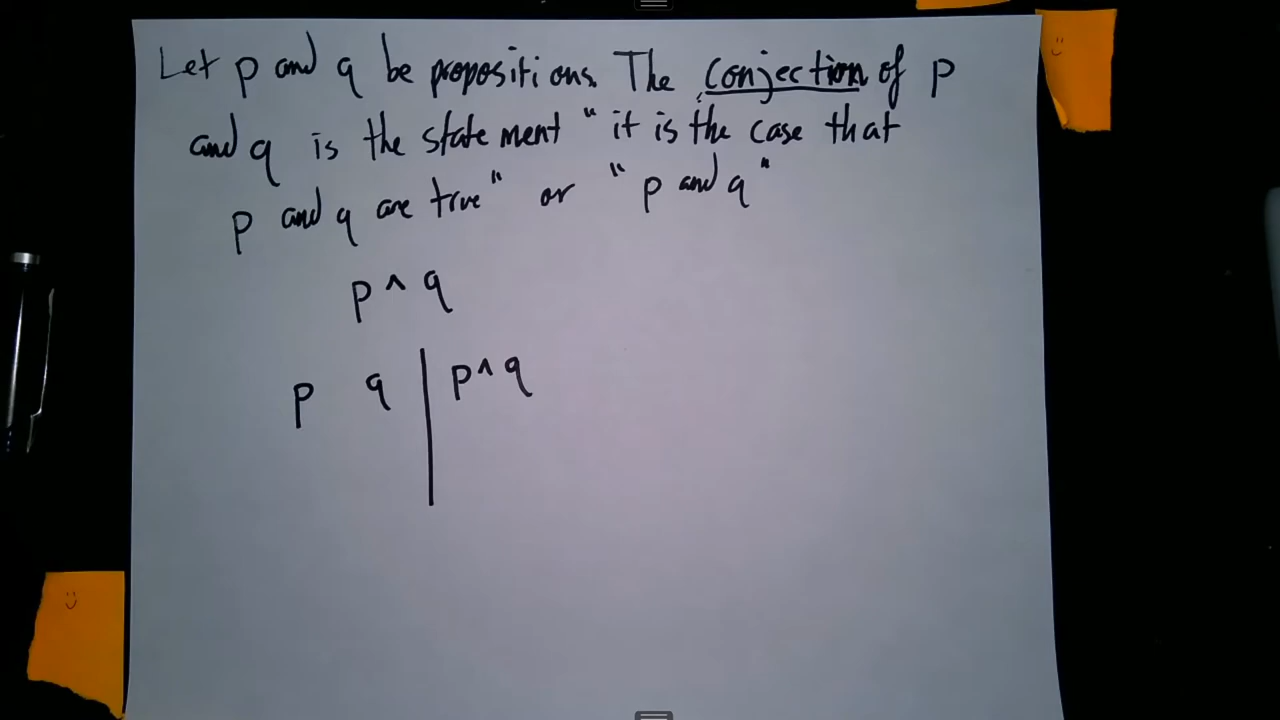 Let p and q be propositions. The conjection of p
and q is the statement "it is the case that
p and q are true" or "p and q"
p ^ q
p q | p ^ q